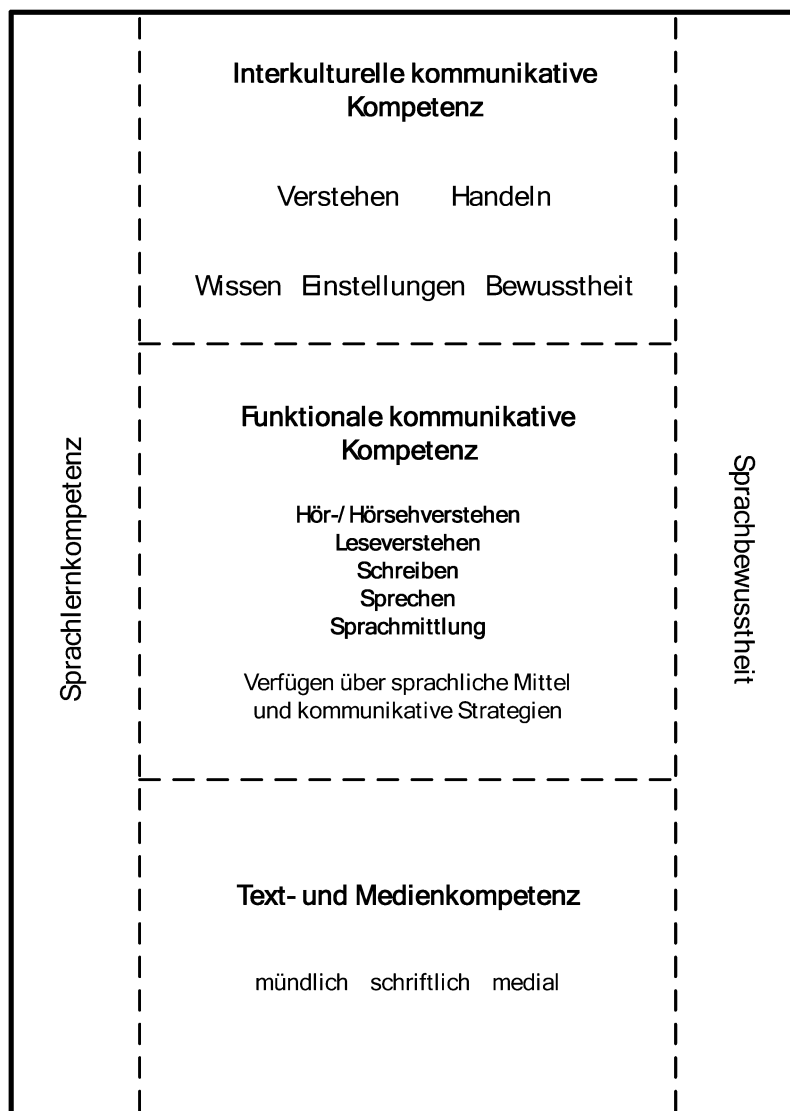 Interkulturelle kommunikative
Kompetenz
Verstehen Handeln
Wissen Einstellungen Bewusstheit
Funktionale kommunikative
Kompetenz
Hör-/ Hörsehverstehen
Leseverstehen
Schreiben
Sprechen
Sprachmittlung
Verfügen über sprachliche Mittel
und kommunikative Strategien
Text- und Medienkompetenz
mündlich schriftlich medial
Sprachlernkompetenz
Sprachbewusstheit